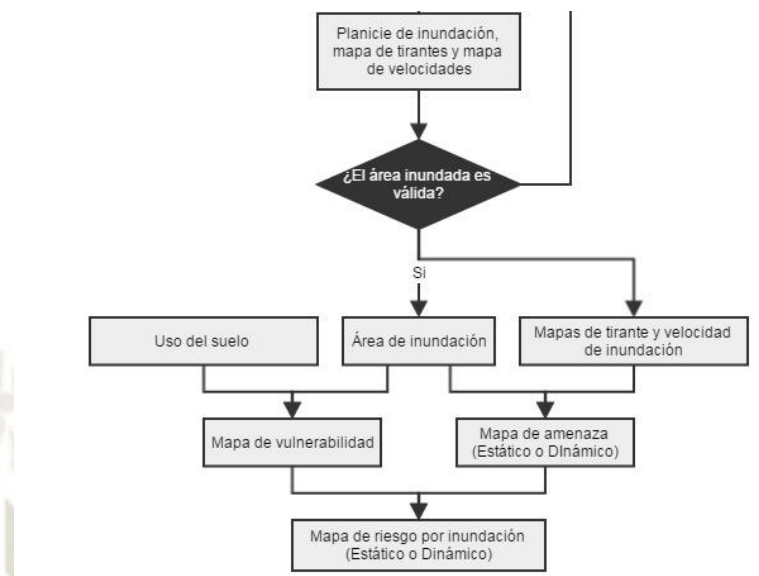 Planicie de inundación,
mapa de tirantes y mapa
de velocidades
¿El área inundada es
válida?
Si
Uso del suelo
Área de inundación
Mapas de tirante y velocidad
de inundación
Mapa de vulnerabilidad
Mapa de amenaza
(Estático o DInámico)
Mapa de riesgo por inundación
(Estático o Dinámico)